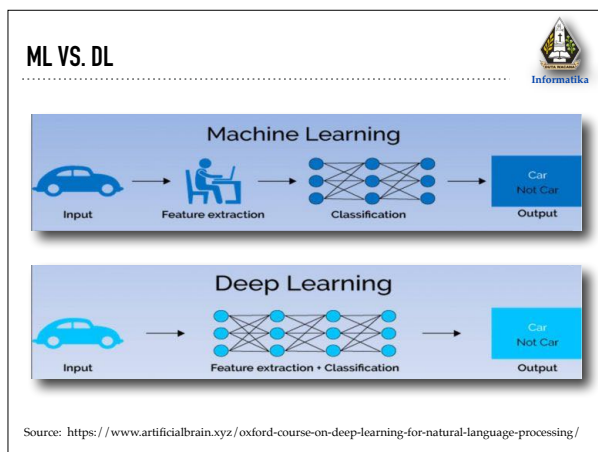 ML VS. DL
DUTA WACANA
Informatika
Machine Learning
Input
Feature extraction
Classification
Car
Not Car
Output
Deep Learning
Input
Feature extraction + Classification
Car
Not Car
Output
Source: https://www.artificialbrain.xyz/oxford-course-on-deep-learning-for-natural-language-processing/